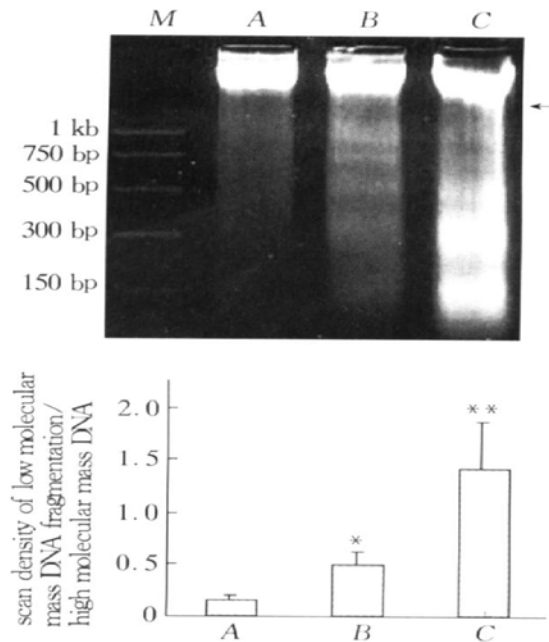 M A B C
1 kb
750 bp
500 bp
300 bp
150 bp
scan density of low molecular
mass DNA fragmentation/
high molecular mass DNA
2.0
1.5
1.0
0.5
0
*
**
A B C